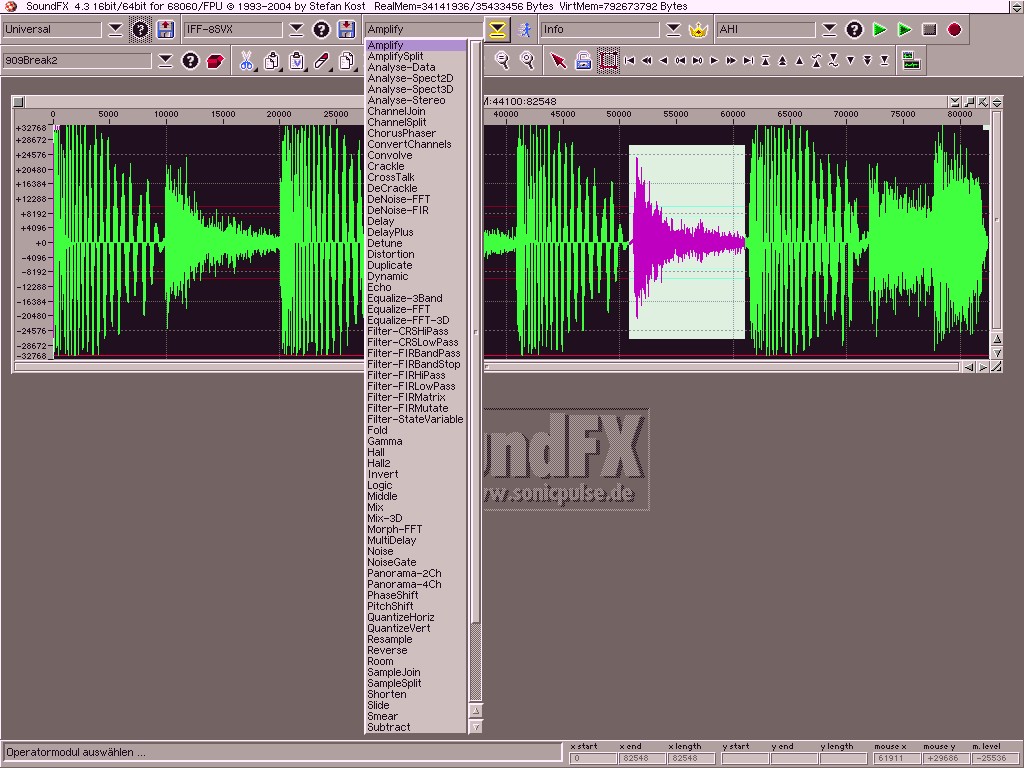 SoundFX 4.3 16bit/64bit for 68060/FPU © 1993-2004 by Stefan Kost RealMem=34141936/35433456 Bytes VirtMem=792673792 Bytes
Universal IFF-8SVX Amplify Info AHI
909Break2
M:44100:82548
0 5000 10000 15000 20000 25000 40000 45000 50000 55000 60000 65000 70000 75000 80000
+32768
+28672
+24576
+20480
+16384
+12288
+8192
+4096
+0
-4096
-8192
-12288
-16384
-20480
-24576
-28672
-32768
Amplify
AmplifySplit
Analyse-Data
Analyse-Spect2D
Analyse-Spect3D
Analyse-Stereo
ChannelJoin
ChannelSplit
ChorusPhaser
ConvertChannels
Convolve
Crackle
CrossTalk
DeCrackle
DeNoise-FFT
DeNoise-FIR
Delay
DelayPlus
Detune
Distortion
Duplicate
Dynamic
Echo
Equalize-3Band
Equalize-FFT
Equalize-FFT-3D
Filter-CRSHiPass
Filter-CRSLowPass
Filter-FIRBandPass
Filter-FIRBandStop
Filter-FIRHiPass
Filter-FIRLowPass
Filter-FIRMatrix
Filter-FIRMutate
Filter-StateVariable
Fold
Gamma
Hall
Hall2
Invert
Logic
Middle
Mix
Mix-3D
Morph-FFT
MultiDelay
Noise
NoiseGate
Panorama-2Ch
Panorama-4Ch
PhaseShift
PitchShift
QuantizeHoriz
QuantizeVert
Resample
Reverse
Room
SampleJoin
SampleSplit
Shorten
Slide
Smear
Subtract
undFX
w.sonicpulse.de
Operatormodul auswählen ...
x start x end x length y start y end y length mouse x mouse y m. level
0 82548 82548 61911 +29686 -25536